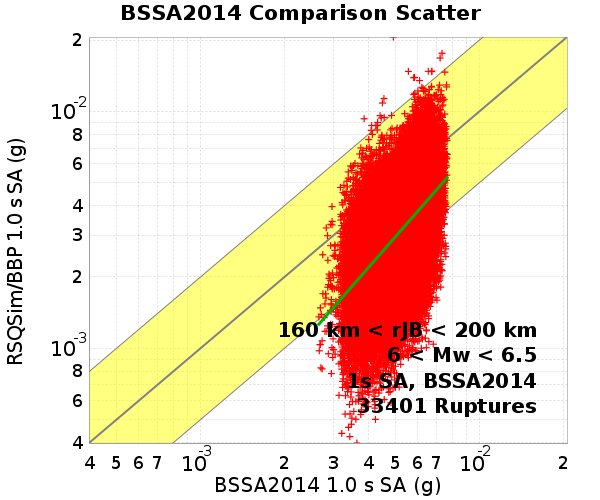 BSSA2014 Comparison Scatter
RSQSim/BBP 1.0 s SA (g)
2
10⁻²
8
6
4
3
2
10⁻³
8
6
4
160 km < rJB < 200 km
6 < Mw < 6.5
1s SA, BSSA2014
33401 Ruptures
4 5 6 7 10⁻³ 2 3 4 5 6 7 10⁻² 2
BSSA2014 1.0 s SA (g)